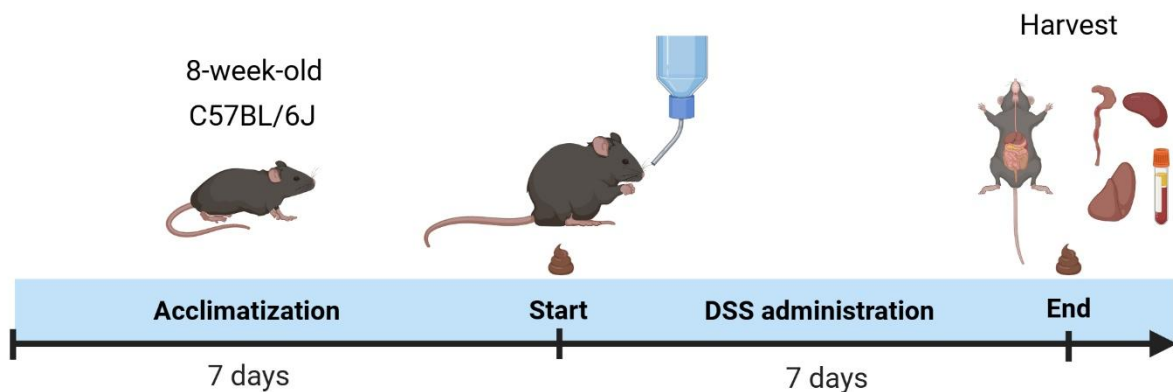 Harvest
8-week-old
C57BL/6J
Acclimatization
Start
DSS administration
End
7 days
7 days